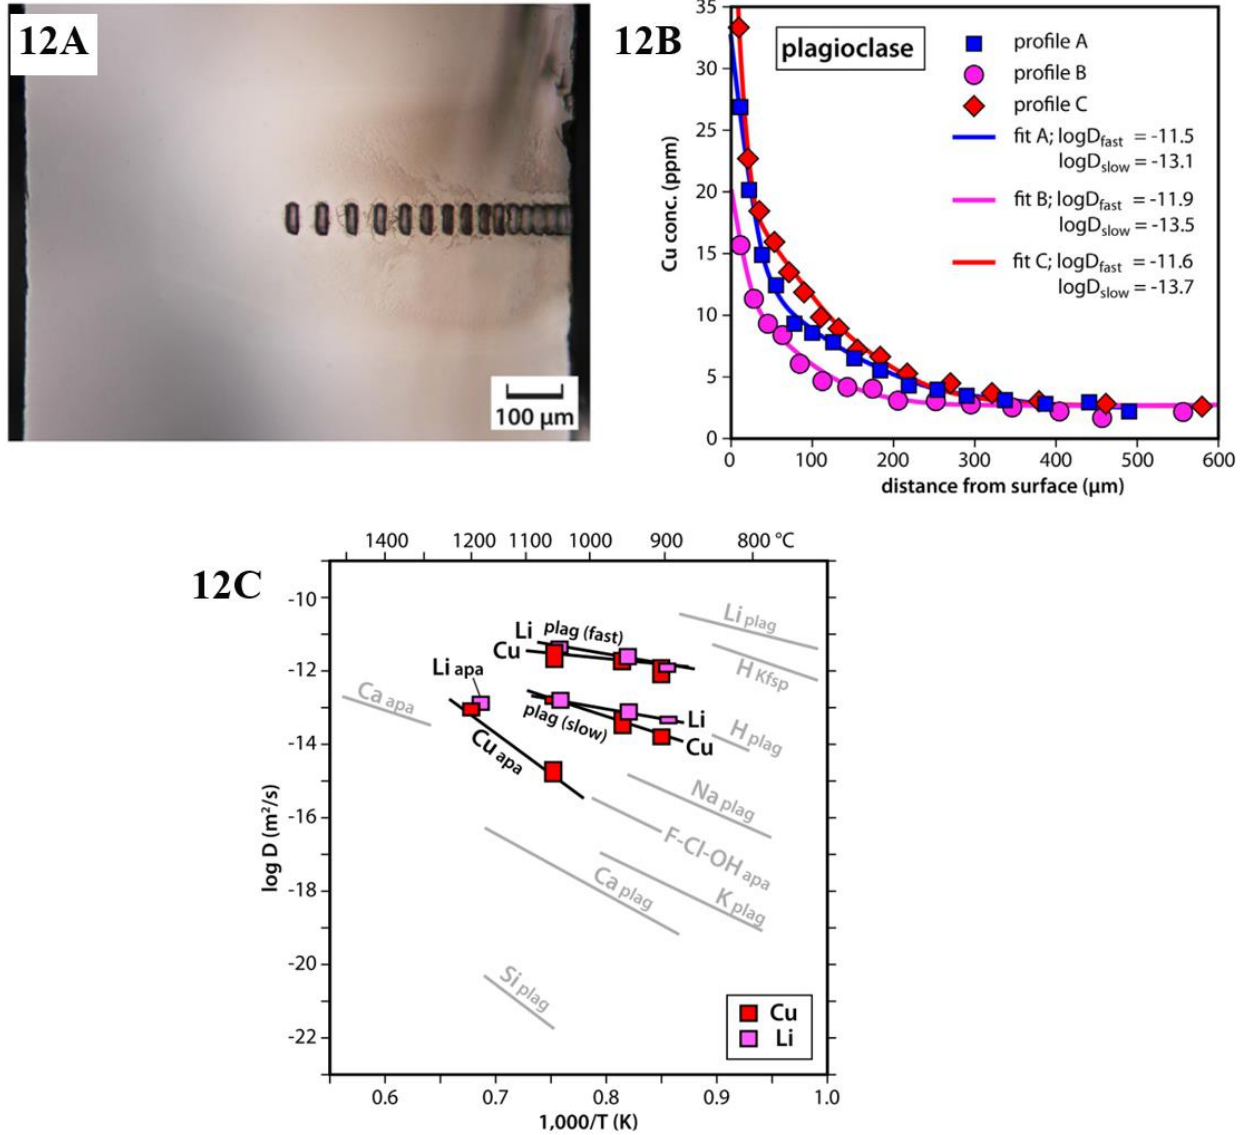 12A
100 µm
12B
plagioclase
profile A
profile B
profile C
fit A; logDfast = -11.5
logDslow = -13.1
fit B; logDfast = -11.9
logDslow = -13.5
fit C; logDfast = -11.6
logDslow = -13.7
Cu conc. (ppm)
35
30
25
20
15
10
5
0
0 100 200 300 400 500 600
distance from surface (µm)
12C
1400 1200 1100 1000 900 800 °C
log D (m²/s)
-10
-12
-14
-16
-18
-20
-22
Li plag
H Kfsp
Li plag (fast)
Cu
Li apa
Ca apa
plag (slow)
Li
Cu
H plag
Cu apa
Na plag
F-Cl-OH apa
Ca plag
K plag
Si plag
Cu
Li
0.6 0.7 0.8 0.9 1.0
1,000/T (K)